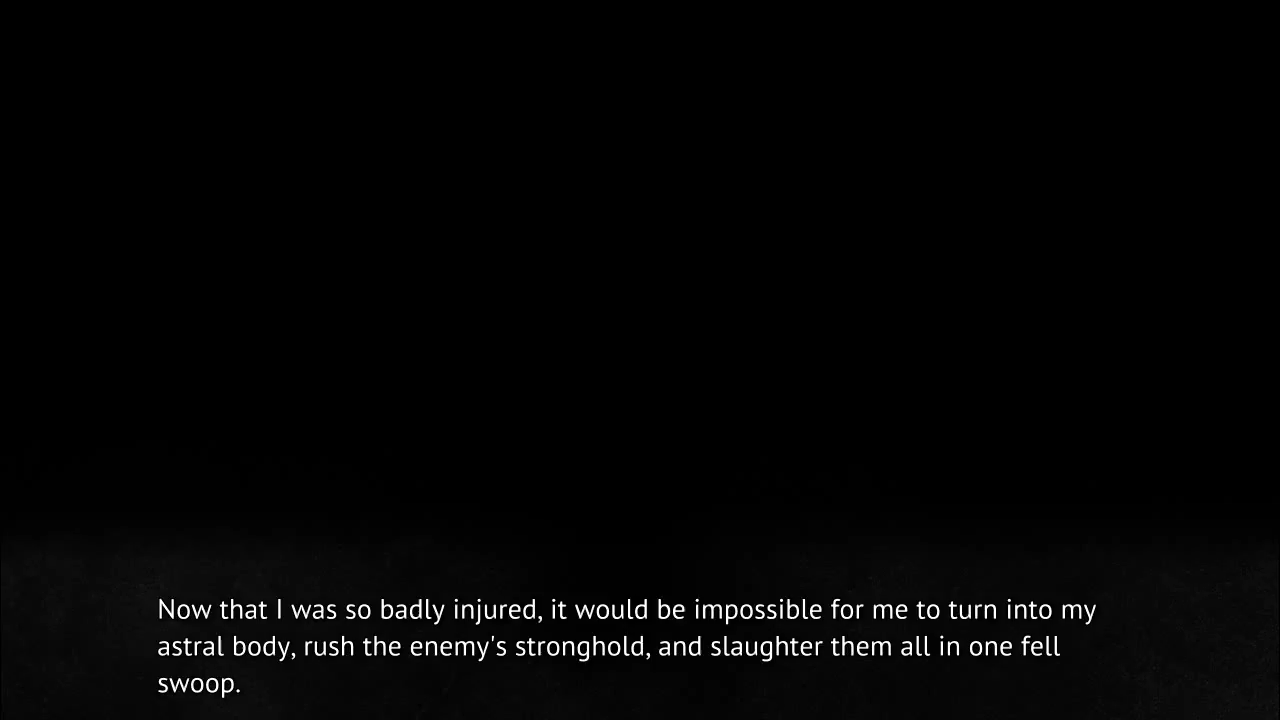 Now that I was so badly injured, it would be impossible for me to turn into my
astral body, rush the enemy's stronghold, and slaughter them all in one fell
swoop.